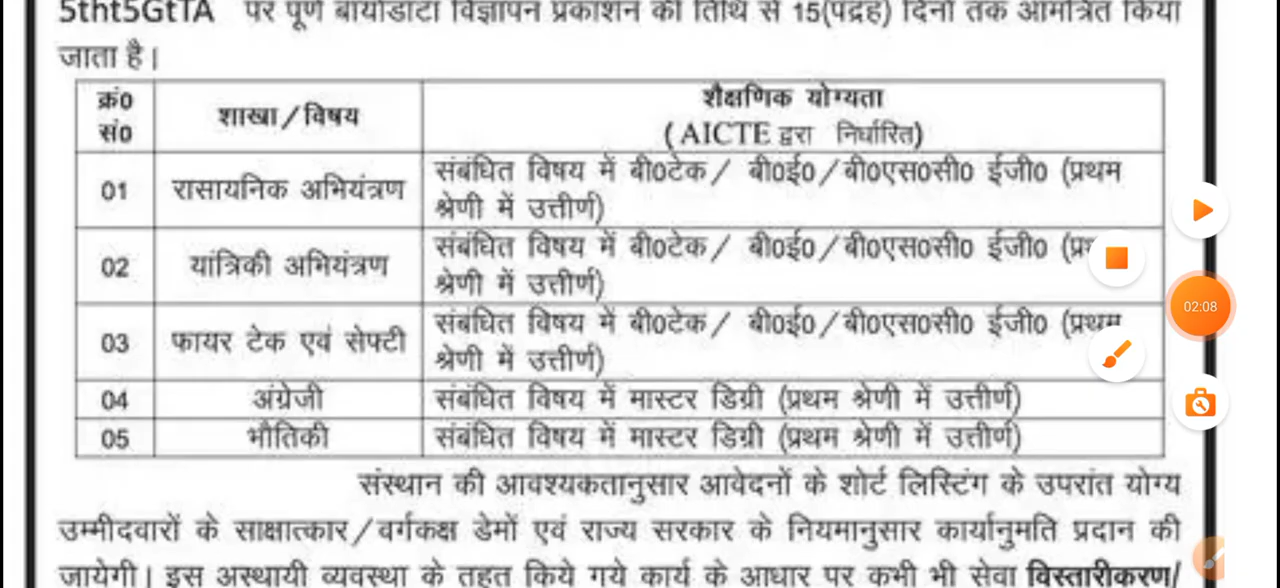 5tht5GtTA पर पूर्ण बायोडाटा विज्ञापन प्रकाशन की तिथि से 15(पंद्रह) दिनों तक आमंत्रित किया
जाता है।
क्रं0 सं0
शाखा/विषय
शैक्षणिक योग्यता
(AICTE द्वरा निर्धारित)
01
रासायनिक अभियंत्रण
संबंधित विषय में बी0टेक/ बी0ई0/बी0एस0सी0 ईजी0 (प्रथम
श्रेणी में उत्तीर्ण)
02
यांत्रिकी अभियंत्रण
संबंधित विषय में बी0टेक/ बी0ई0/बी0एस0सी0 ईजी0
श्रेणी में उत्तीर्ण)
03
फायर टेक एवं सेफ्टी
संबंधित विषय में बी0टेक/ बी0ई0/बी0एस0सी0 ईजी0 (प्रथम
श्रेणी में उत्तीर्ण)
04
अंग्रेजी
संबंधित विषय में मास्टर डिग्री (प्रथम श्रेणी में उत्तीर्ण)
05
भौतिकी
संबंधित विषय में मास्टर डिग्री (प्रथम श्रेणी में उत्तीर्ण)
संस्थान की आवश्यकतानुसार आवेदनों के शोर्ट लिस्टिंग के उपरांत योग्य
उम्मीदवारों के साक्षात्कार/वर्गकक्ष डेमों एवं राज्य सरकार के नियमानुसार कार्यानुमति प्रदान की
जायेगी। इस अस्थायी व्यवस्था के तहत किये गये कार्य के आधार पर कभी भी सेवा विस्तारीकरण/
02:08